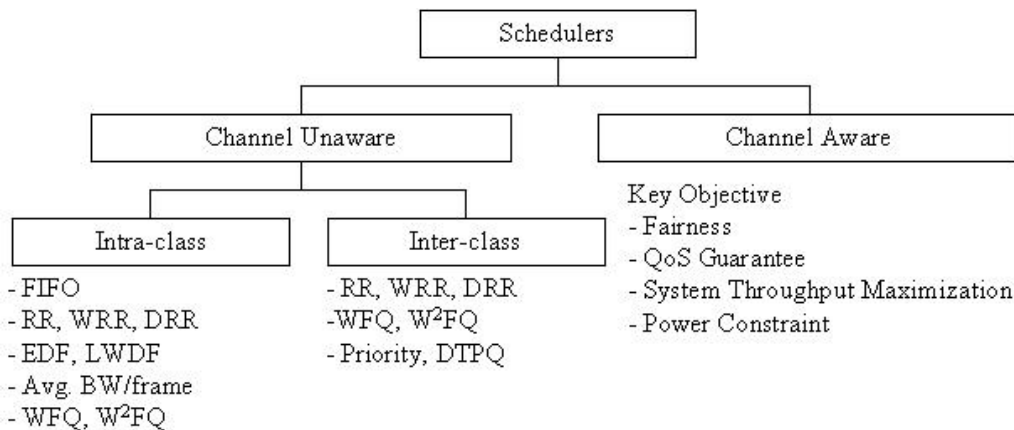 Schedulers
Channel Unaware
Channel Aware
Intra-class
- FIFO
- RR, WRR, DRR
- EDF, LWDF
- Avg. BW/frame
- WFQ, W²FQ
Inter-class
- RR, WRR, DRR
-WFQ, W²FQ
- Priority, DTPQ
Key Objective
- Fairness
- QoS Guarantee
- System Throughput Maximization
- Power Constraint